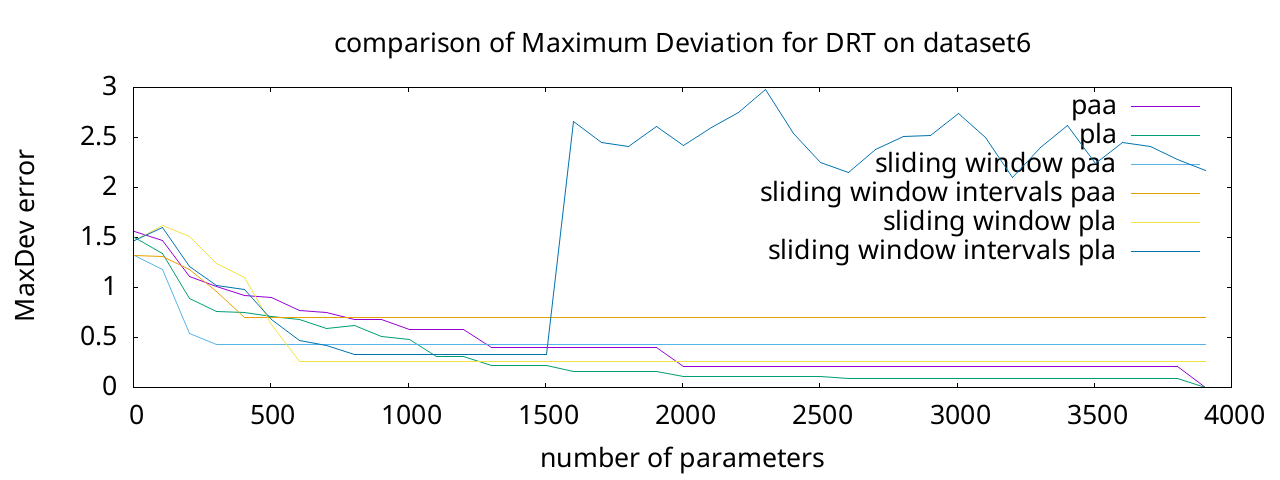 comparison of Maximum Deviation for DRT on dataset6
3
2.5
2
1.5
1
0.5
0
MaxDev error
paa
pla
sliding window paa
sliding window intervals paa
sliding window pla
sliding window intervals pla
0 500 1000 1500 2000 2500 3000 3500 4000
number of parameters